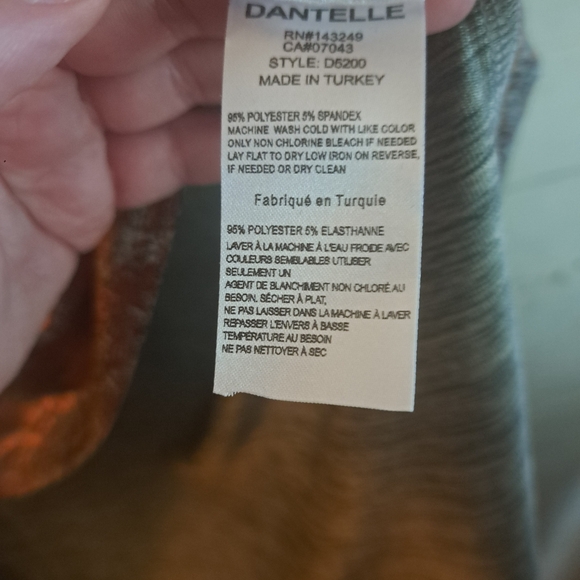 DANTELLE
RN#143249
CA#07043
STYLE: D5200
MADE IN TURKEY
95% POLYESTER 5% SPANDEX
MACHINE WASH COLD WITH LIKE COLOR
ONLY NON CHLORINE BLEACH IF NEEDED
LAY FLAT TO DRY LOW IRON ON REVERSE,
IF NEEDED OR DRY CLEAN
Fabriqué en Turquie
95% POLYESTER 5% ELASTHANNE
LAVER À LA MACHINE À L'EAU FROIDE AVEC
COULEURS SEMBLABLES UTILISER
SEULEMENT UN
AGENT DE BLANCHIMENT NON CHLORÉ AU
BESOIN. SÉCHER À PLAT,
NE PAS LAISSER DANS LA MACHINE À LAVER
REPASSER L'ENVERS À BASSE
TEMPÉRATURE AU BESOIN
NE PAS NETTOYER À SEC